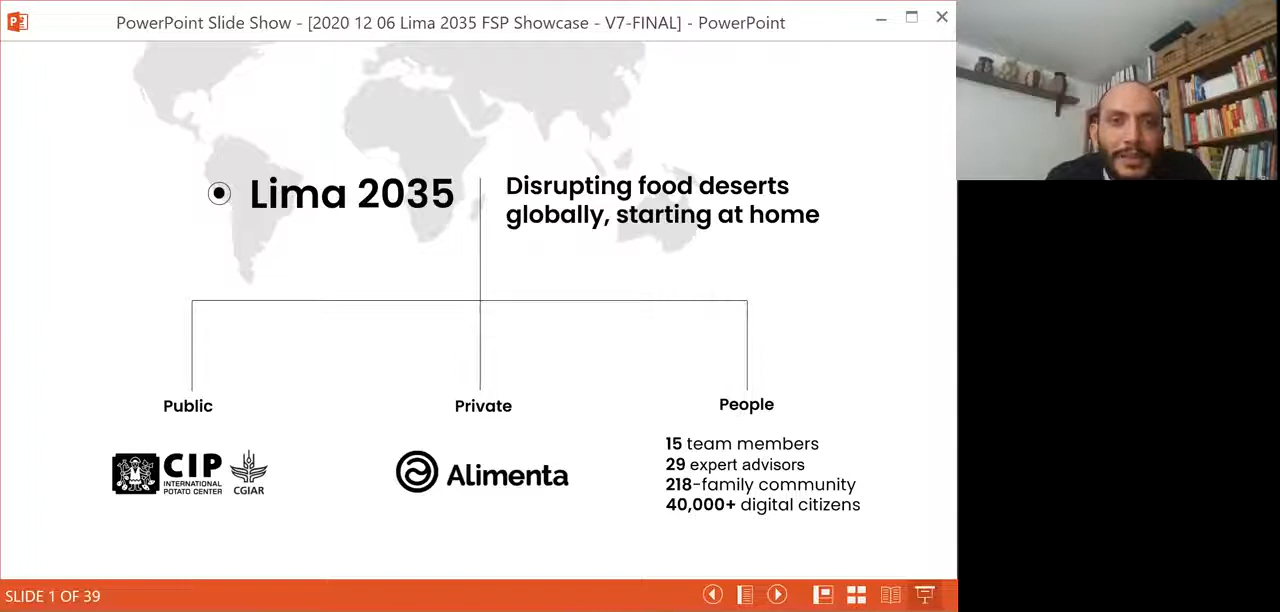 PowerPoint Slide Show - [2020 12 06 Lima 2035 FSP Showcase - V7-FINAL] - PowerPoint
Lima 2035
Disrupting food deserts
globally, starting at home
Public
Private
People
CIP
INTERNATIONAL
POTATO CENTER
CGIAR
Alimenta
15 team members
29 expert advisors
218-family community
40,000+ digital citizens
SLIDE 1 OF 39